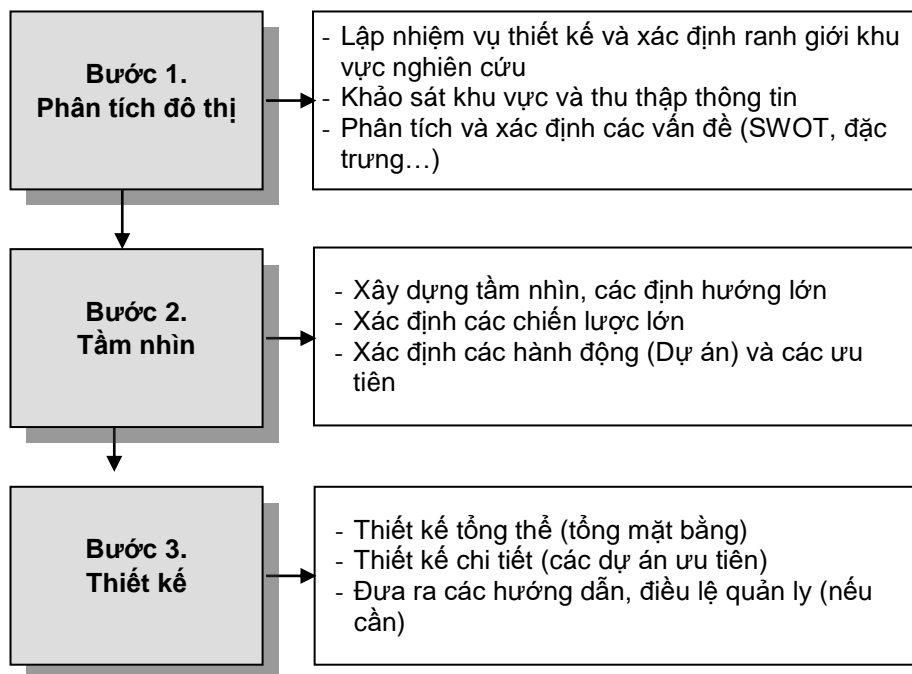 Bước 1.
Phân tích đô thị
- Lập nhiệm vụ thiết kế và xác định ranh giới khu
vực nghiên cứu
- Khảo sát khu vực và thu thập thông tin
- Phân tích và xác định các vấn đề (SWOT, đặc
trưng…)
Bước 2.
Tầm nhìn
- Xây dựng tầm nhìn, các định hướng lớn
- Xác định các chiến lược lớn
- Xác định các hành động (Dự án) và các ưu
tiên
Bước 3.
Thiết kế
- Thiết kế tổng thể (tổng mặt bằng)
- Thiết kế chi tiết (các dự án ưu tiên)
- Đưa ra các hướng dẫn, điều lệ quản ly (nếu
cần)